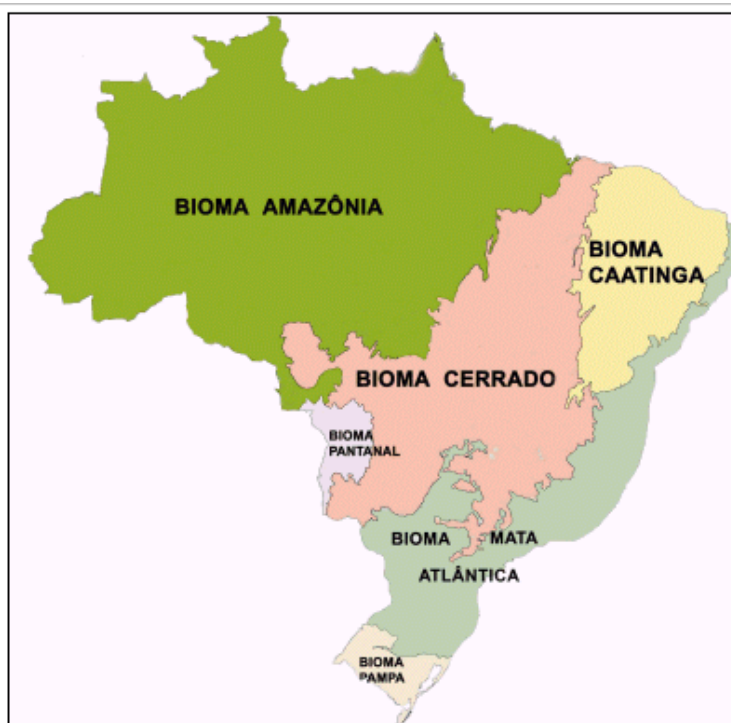 BIOMA AMAZÔNIA
BIOMA
CAATINGA
BIOMA CERRADO
BIOMA
PANTANAL
BIOMA MATA
ATLÂNTICA
BIOMA
PAMPA